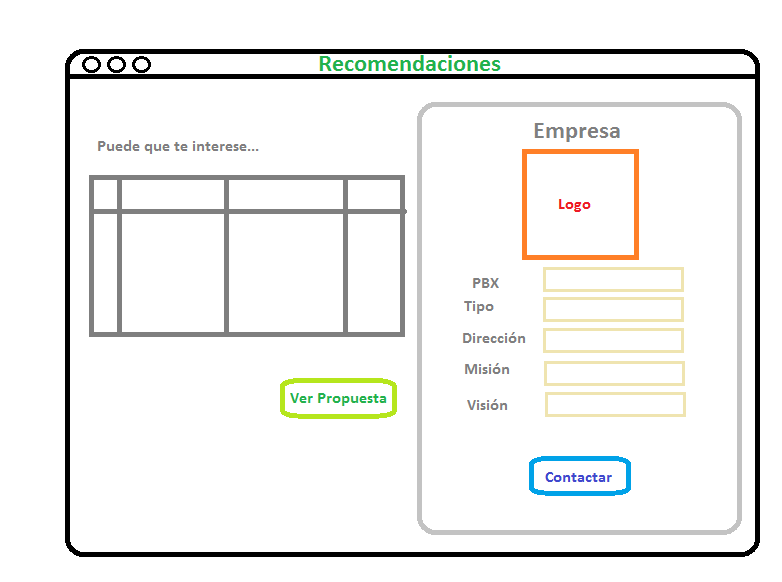 Recomendaciones
Puede que te interese...
Ver Propuesta
Empresa
Logo
PBX
Tipo
Dirección
Misión
Visión
Contactar